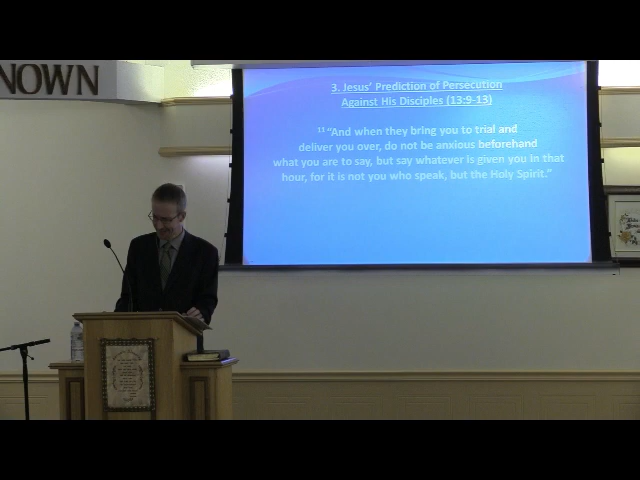 NOWN
3. Jesus' Prediction of Persecution
Against His Disciples (13:9-13)
11 "And when they bring you to trial and
deliver you over, do not be anxious beforehand
what you are to say, but say whatever is given you in that
hour, for it is not you who speak, but the Holy Spirit."